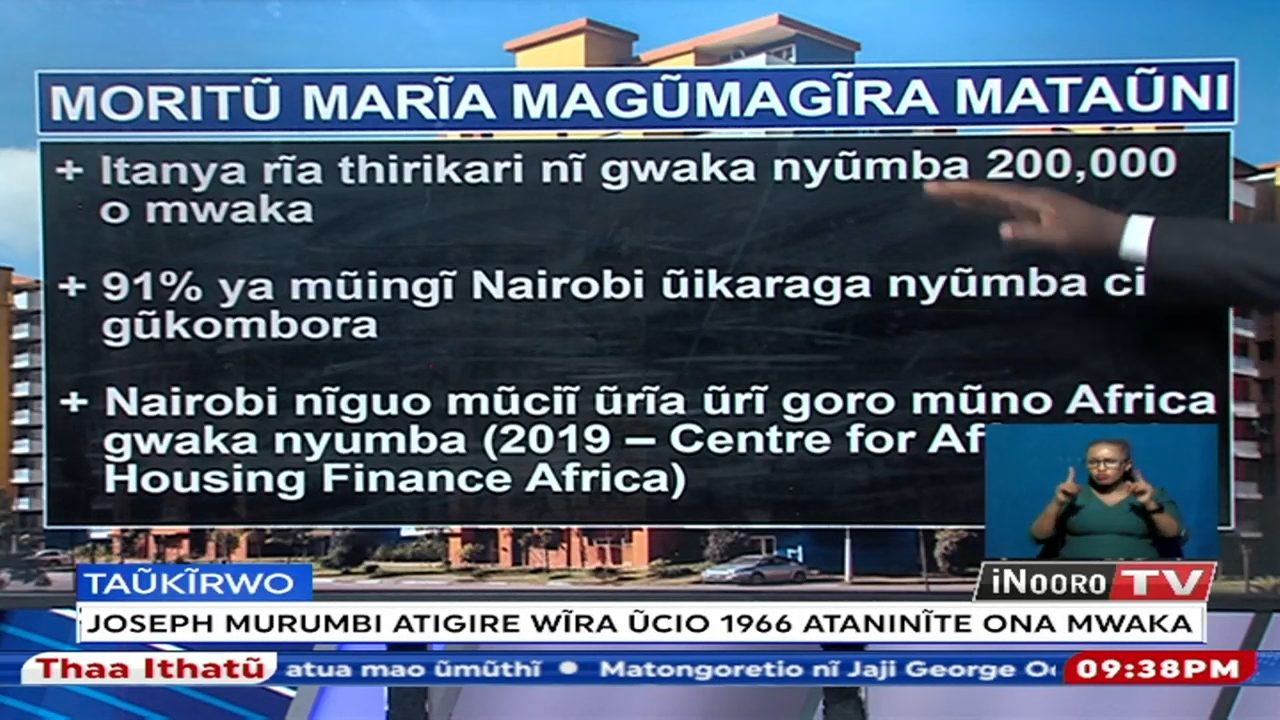 MORITŨ MARĨA MAGŨMAGĨRA MATAŨNI
+ Itanya rĩa thirikari nĩ gwaka nyũmba 200,000
o mwaka
+ 91% ya mũingĩ Nairobi ũikaraga nyũmba ci
gũkombora
+ Nairobi nĩguo mũciĩ ũrĩa ũrĩ goro mũno Africa
gwaka nyumba (2019 – Centre for
Housing Finance Africa)
TAŨKĨRWO
iNOORO TV
JOSEPH MURUMBI ATIGIRE WĨRA ŨCIO 1966 ATANINĨTE ONA MWAKA
Thaa Ithatũ
atua mao ũmũthĩ • Matongoretio nĩ Jaji George
09:38PM